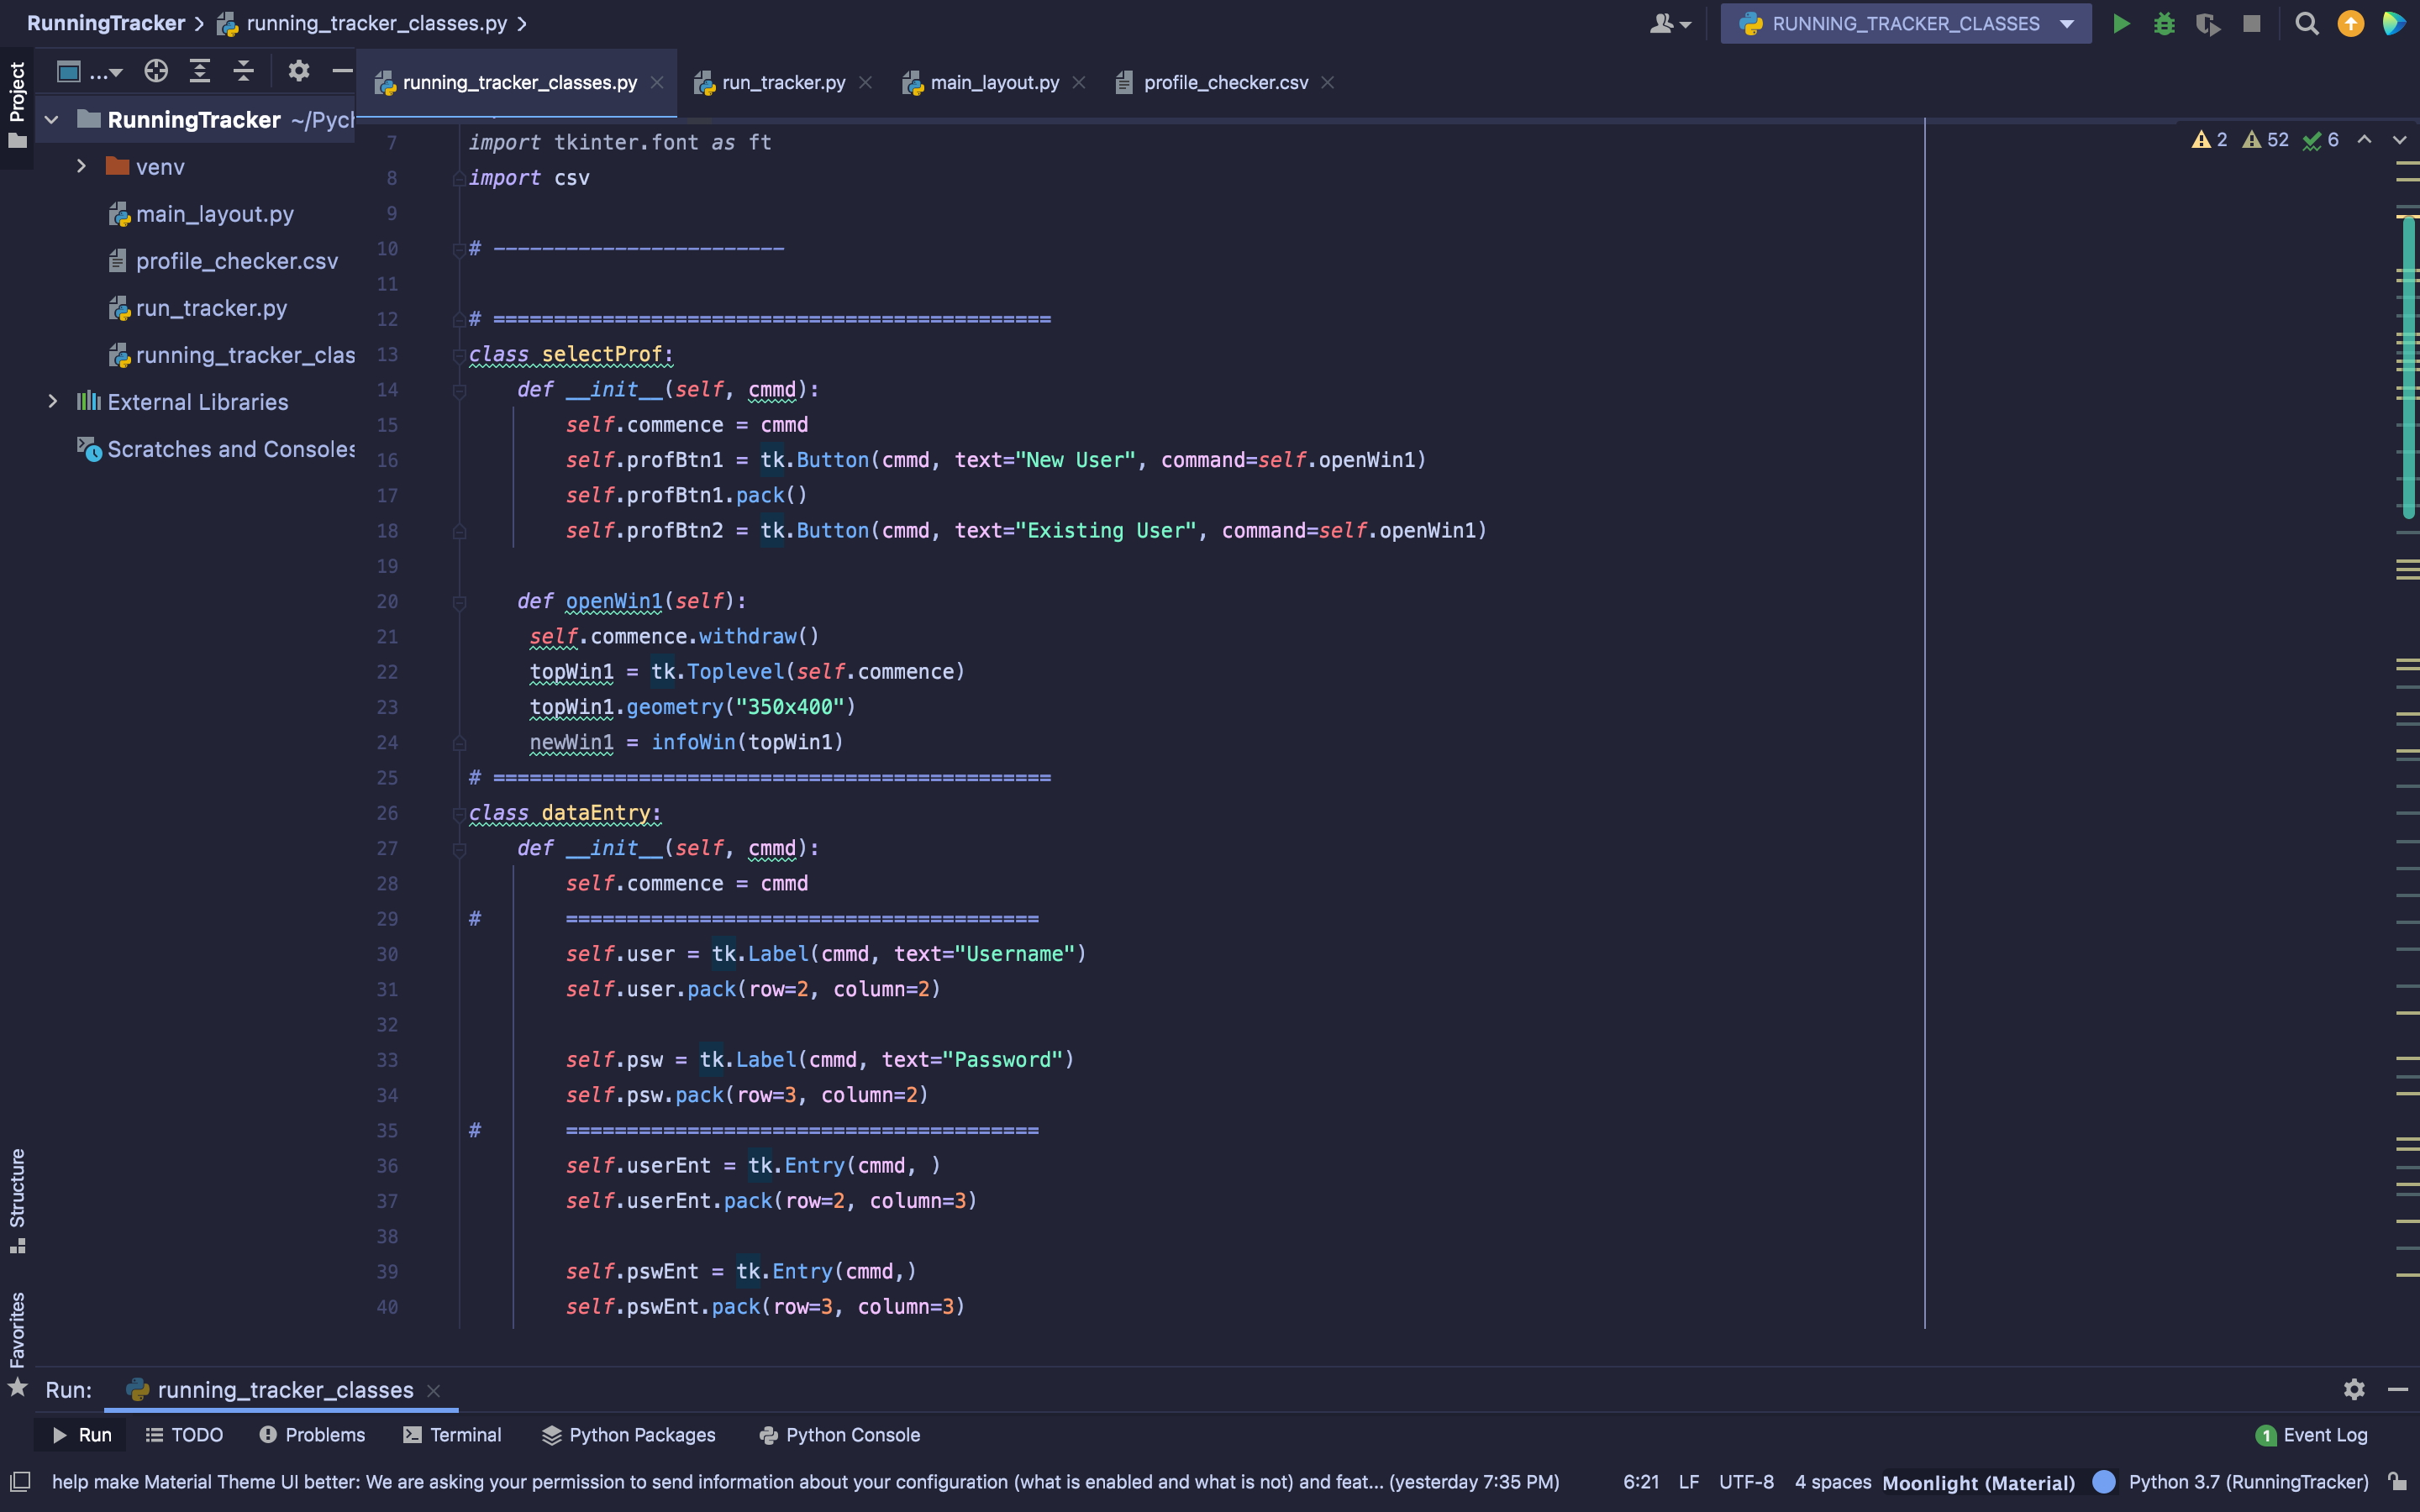 RunningTracker
running_tracker_classes.py
RUNNING_TRACKER_CLASSES
Project
...
running_tracker_classes.py
run_tracker.py
main_layout.py
profile_checker.csv
RunningTracker ~/Pych
venv
main_layout.py
profile_checker.csv
run_tracker.py
running_tracker_clas
External Libraries
Scratches and Consoles
2 52 6
7 import tkinter.font as ft
8 import csv
9
10 # ------------------------
11
12 # ==============================================
13 class selectProf:
14 def __init__(self, cmmd):
15 self.commence = cmmd
16 self.profBtn1 = tk.Button(cmmd, text="New User", command=self.openWin1)
17 self.profBtn1.pack()
18 self.profBtn2 = tk.Button(cmmd, text="Existing User", command=self.openWin1)
19
20 def openWin1(self):
21 self.commence.withdraw()
22 topWin1 = tk.Toplevel(self.commence)
23 topWin1.geometry("350x400")
24 newWin1 = infoWin(topWin1)
25 # ==============================================
26 class dataEntry:
27 def __init__(self, cmmd):
28 self.commence = cmmd
29 # =======================================
30 self.user = tk.Label(cmmd, text="Username")
31 self.user.pack(row=2, column=2)
32
33 self.psw = tk.Label(cmmd, text="Password")
34 self.psw.pack(row=3, column=2)
35 # =======================================
36 self.userEnt = tk.Entry(cmmd, )
37 self.userEnt.pack(row=2, column=3)
38
39 self.pswEnt = tk.Entry(cmmd,)
40 self.pswEnt.pack(row=3, column=3)
Structure
Favorites
Run: running_tracker_classes
Run TODO Problems Terminal Python Packages Python Console 1 Event Log
help make Material Theme UI better: We are asking your permission to send information about your configuration (what is enabled and what is not) and feat... (yesterday 7:35 PM) 6:21 LF UTF-8 4 spaces Moonlight (Material) Python 3.7 (RunningTracker)